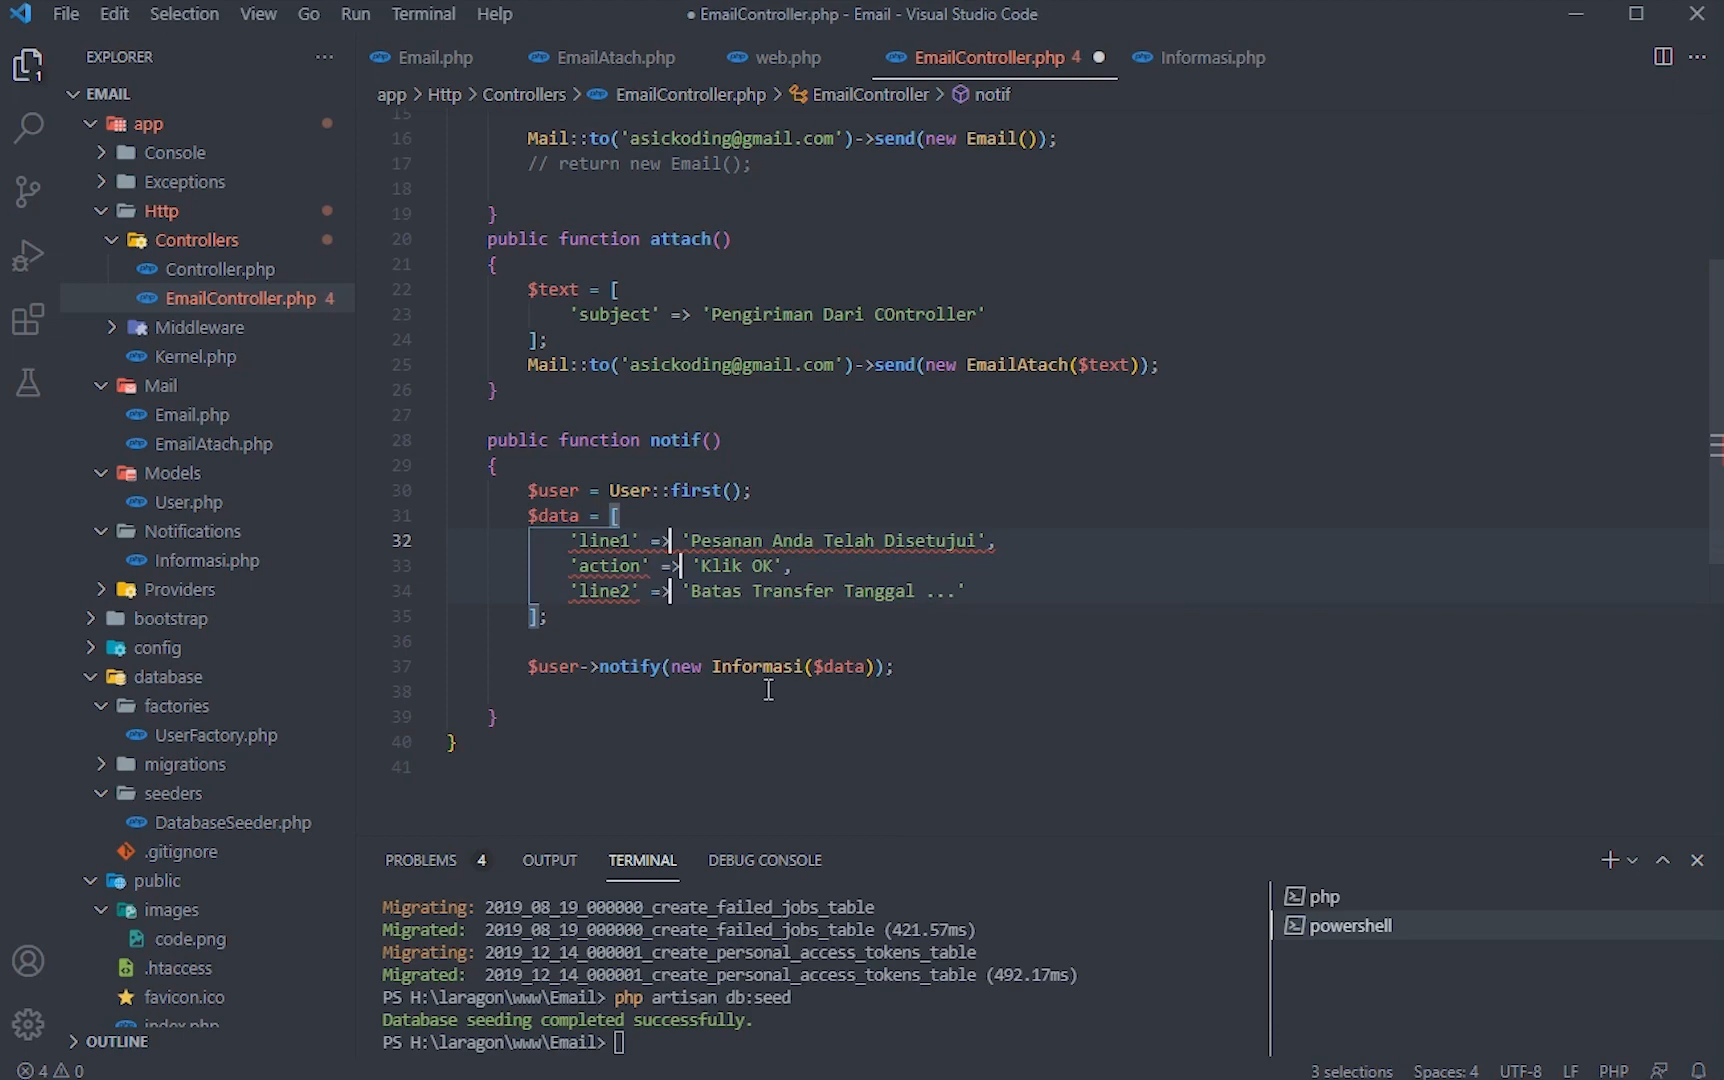 File Edit Selection View Go Run Terminal Help
● EmailController.php - Email - Visual Studio Code
EXPLORER ···
1
EMAIL
app
Console
Exceptions
Http
Controllers
Controller.php
EmailController.php 4
Middleware
Kernel.php
Mail
Email.php
EmailAtach.php
Models
User.php
Notifications
Informasi.php
Providers
bootstrap
config
database
factories
UserFactory.php
migrations
seeders
DatabaseSeeder.php
.gitignore
public
images
code.png
.htaccess
favicon.ico
index.php
OUTLINE
Email.php EmailAtach.php web.php EmailController.php 4 ● Informasi.php ···
app > Http > Controllers > EmailController.php > EmailController > notif
15
16 Mail::to('asickoding@gmail.com')->send(new Email());
17 // return new Email();
18
19 }
20 public function attach()
21 {
22 $text = [
23 'subject' => 'Pengiriman Dari COntroller'
24 ];
25 Mail::to('asickoding@gmail.com')->send(new EmailAtach($text));
26 }
27
28 public function notif()
29 {
30 $user = User::first();
31 $data = [
32 'line1' => 'Pesanan Anda Telah Disetujui',
33 'action' => 'Klik OK',
34 'line2' => 'Batas Transfer Tanggal ...'
35 ];
36
37 $user->notify(new Informasi($data));
38
39 }
40 }
41
PROBLEMS 4 OUTPUT TERMINAL DEBUG CONSOLE
Migrating: 2019_08_19_000000_create_failed_jobs_table
Migrated: 2019_08_19_000000_create_failed_jobs_table (421.57ms)
Migrating: 2019_12_14_000001_create_personal_access_tokens_table
Migrated: 2019_12_14_000001_create_personal_access_tokens_table (492.17ms)
PS H:\laragon\www\Email> php artisan db:seed
Database seeding completed successfully.
PS H:\laragon\www\Email>
php
powershell
4 0
3 selections Spaces: 4 UTF-8 LF PHP